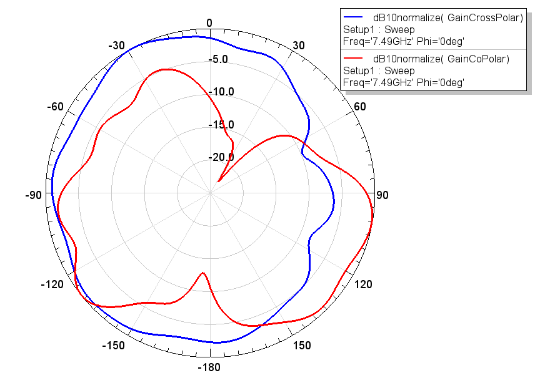 dB10normalize( GainCrossPolar)
Setup1 : Sweep
Freq='7.49GHz' Phi='0deg'
dB10normalize( GainCoPolar)
Setup1 : Sweep
Freq='7.49GHz' Phi='0deg'
0
-30
30
-5.0
-60
-10.0
60
-15.0
-20.0
-90
90
-120
120
-150
150
-180